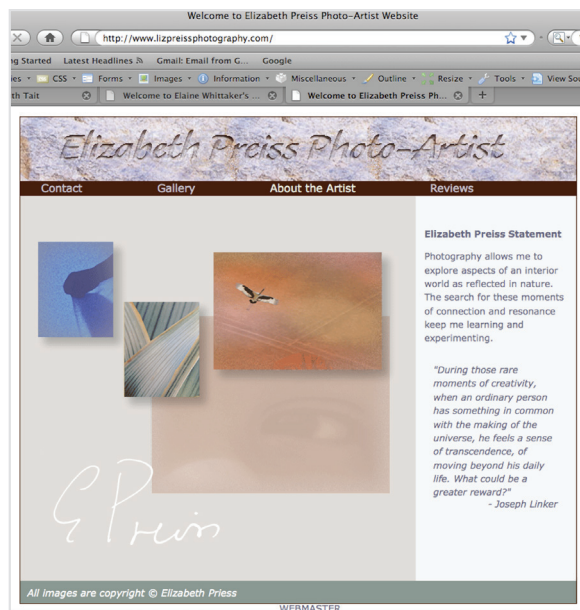 Welcome to Elizabeth Preiss Photo-Artist Website
http://www.lizpreissphotography.com/
ng Started Latest Headlines Gmail: Email from G... Google
es CSS Forms Images Information Miscellaneous Outline Resize Tools View Sou
th Tait Welcome to Elaine Whittaker's ... Welcome to Elizabeth Preiss Ph...
Elizabeth Preiss Photo-Artist
Contact Gallery About the Artist Reviews
Elizabeth Preiss Statement
Photography allows me to
explore aspects of an interior
world as reflected in nature.
The search for these moments
of connection and resonance
keep me learning and
experimenting.
"During those rare
moments of creativity,
when an ordinary person
has something in common
with the making of the
universe, he feels a sense
of transcendence, of
moving beyond his daily
life. What could be a
greater reward?"
- Joseph Linker
E Preiss
All images are copyright © Elizabeth Priess
WEBMASTER